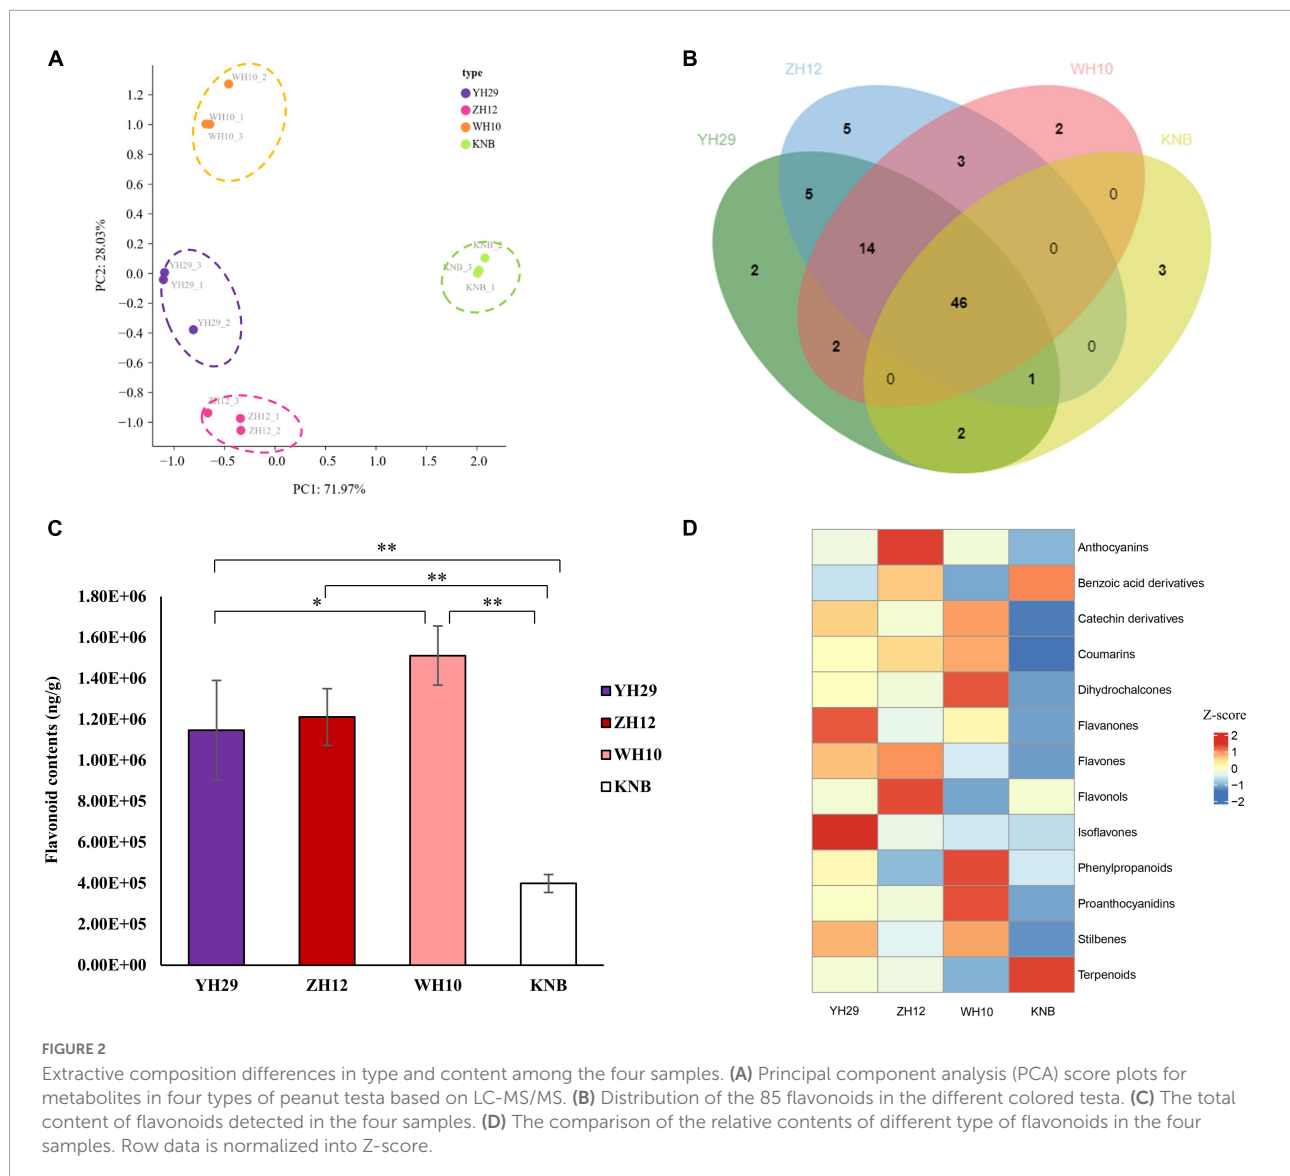 A
type
YH29
ZH12
WH10
KNB
WH10_2
WH10_1
WH10_3
YH29_3
YH29_1
YH29_2
KNB_2
KNB_3
KNB_1
ZH12_3
ZH12_1
ZH12_2
1.2
1.0
0.8
0.6
0.4
0.2
0.0
−0.2
−0.4
−0.6
−0.8
−1.0
PC2: 28.03%
−1.0 −0.5 0.0 0.5 1.0 1.5 2.0
PC1: 71.97%
B
ZH12 WH10
YH29 KNB
5 2
3
5 0
14 0
2 3
46
2 0
0 1
2
C
**
**
* **
1.80E+06
1.60E+06
1.40E+06
1.20E+06
1.00E+06
8.00E+05
6.00E+05
4.00E+05
2.00E+05
0.00E+00
Flavonoid contents (ng/g)
YH29 ZH12 WH10 KNB
YH29
ZH12
WH10
KNB
D
Anthocyanins
Benzoic acid derivatives
Catechin derivatives
Coumarins
Dihydrochalcones
Flavanones
Flavones
Flavonols
Isoflavones
Phenylpropanoids
Proanthocyanidins
Stilbenes
Terpenoids
YH29 ZH12 WH10 KNB
Z-score
2
1
0
−1
−2
FIGURE 2
Extractive composition differences in type and content among the four samples. (A) Principal component analysis (PCA) score plots for
metabolites in four types of peanut testa based on LC-MS/MS. (B) Distribution of the 85 flavonoids in the different colored testa. (C) The total
content of flavonoids detected in the four samples. (D) The comparison of the relative contents of different type of flavonoids in the four
samples. Row data is normalized into Z-score.